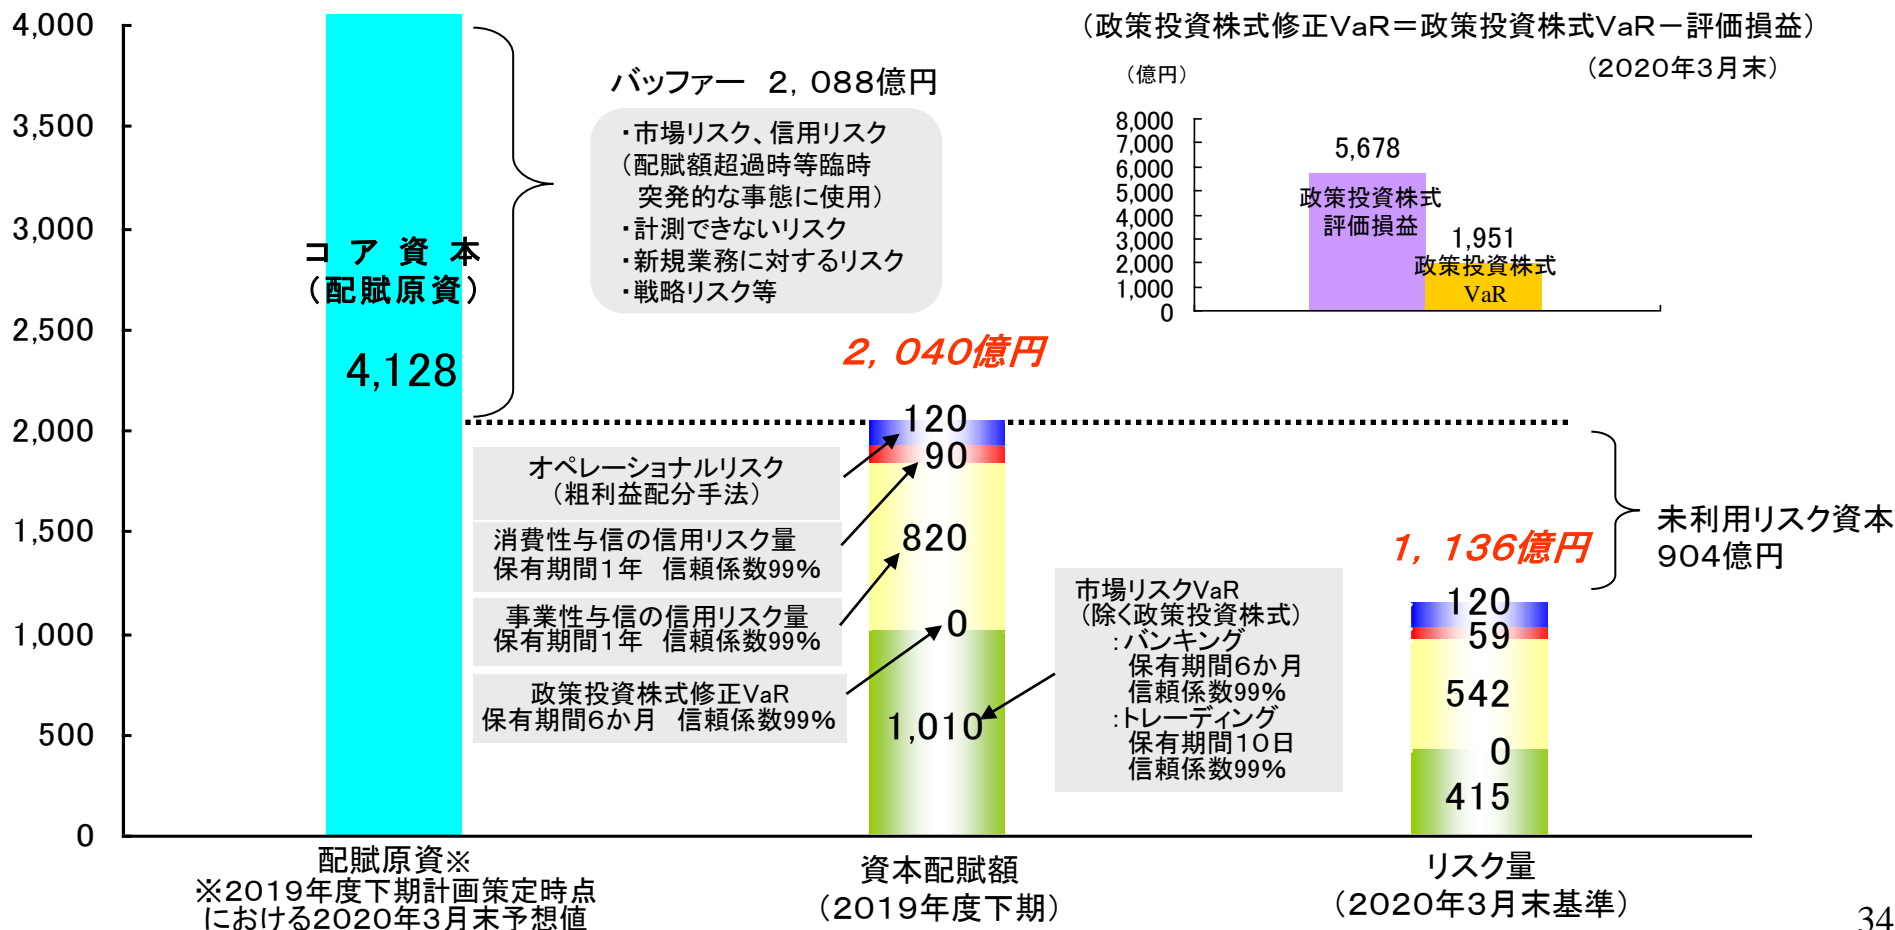 (政策投資株式修正VaR＝政策投資株式VaR－評価損益)
(2020年3月末)
(億円)
8,000
7,000
6,000
5,000
4,000
3,000
2,000
1,000
0
5,678
政策投資株式
評価損益
1,951
政策投資株式
VaR
4,000
3,500
3,000
2,500
2,000
1,500
1,000
500
0
コア資本
(配賦原資)
4,128
バッファー 2,088億円
・市場リスク、信用リスク
(配賦額超過時等臨時
突発的な事態に使用)
・計測できないリスク
・新規業務に対するリスク
・戦略リスク等
2,040億円
120
90
820
0
1,010
オペレーショナルリスク
(粗利益配分手法)
消費性与信の信用リスク量
保有期間1年 信頼係数99%
事業性与信の信用リスク量
保有期間1年 信頼係数99%
政策投資株式修正VaR
保有期間6か月 信頼係数99%
市場リスクVaR
(除く政策投資株式)
:バンキング
保有期間6か月
信頼係数99%
:トレーディング
保有期間10日
信頼係数99%
1,136億円
120
59
542
0
415
未利用リスク資本
904億円
配賦原資※
※2019年度下期計画策定時点
における2020年3月末予想値
資本配賦額
(2019年度下期)
リスク量
(2020年3月末基準)
34